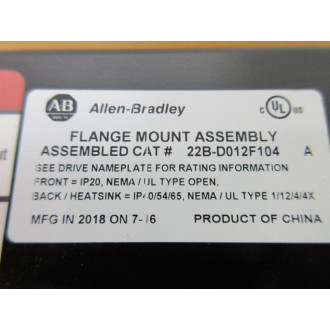 AB
Allen-Bradley
c UL US
FLANGE MOUNT ASSEMBLY
ASSEMBLED CAT # 22B-D012F104 A
SEE DRIVE NAMEPLATE FOR RATING INFORMATION
FRONT = IP20, NEMA / UL TYPE OPEN,
BACK / HEATSINK = IP40/54/65, NEMA / UL TYPE 1/12/4/4X
MFG IN 2018 ON 7-16
PRODUCT OF CHINA